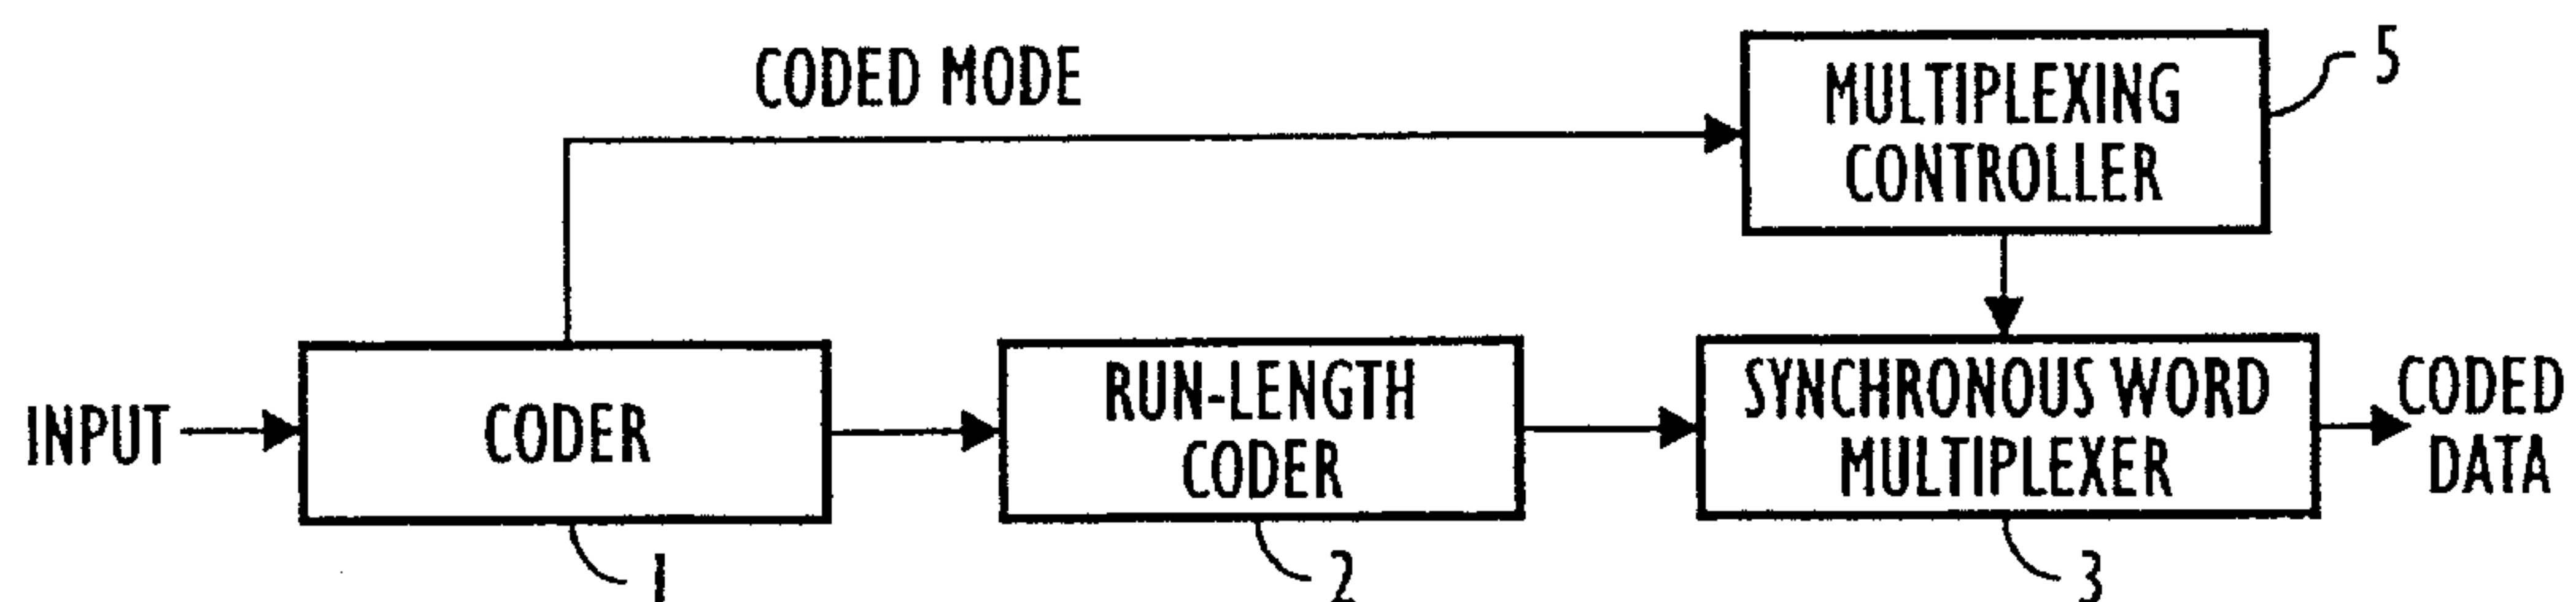 CODED MODE
MULTIPLEXING
CONTROLLER
5
INPUT
CODER
RUN-LENGTH
CODER
SYNCHRONOUS WORD
MULTIPLEXER
CODED
DATA
1
2
3